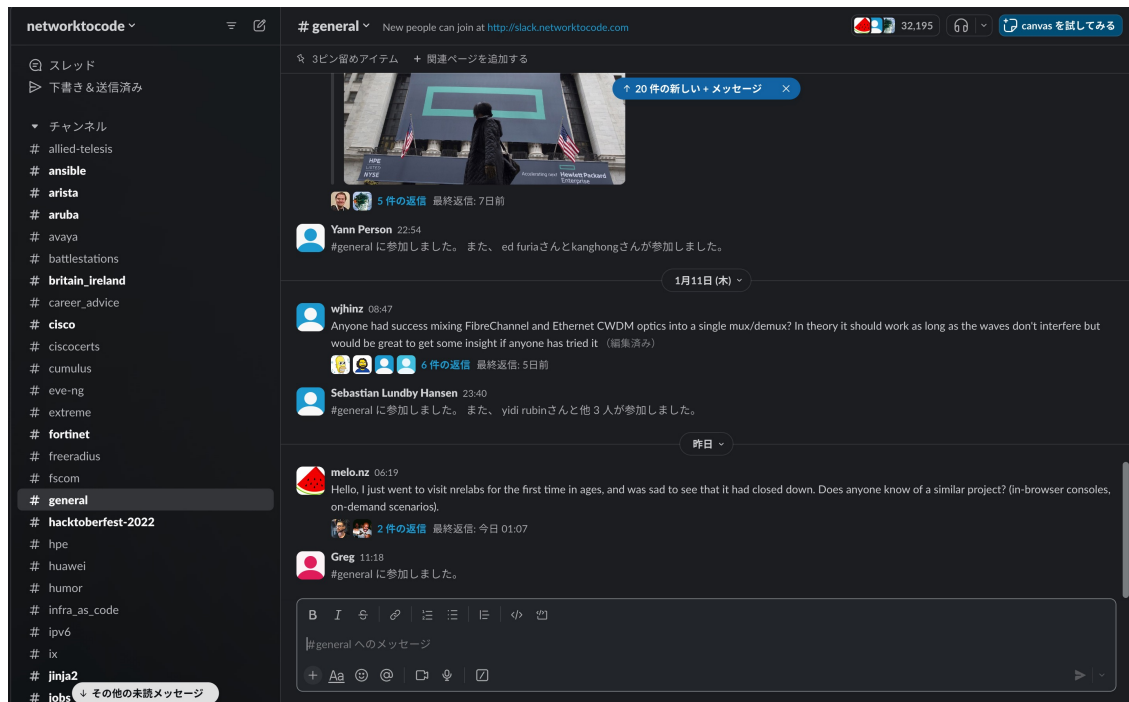 networktocode
スレッド
下書き＆送信済み
チャンネル
# allied-telesis
# ansible
# arista
# aruba
# avaya
# battlestations
# britain_ireland
# career_advice
# cisco
# ciscocerts
# cumulus
# eve-ng
# extreme
# fortinet
# freeradius
# fscom
# general
# hacktoberfest-2022
# hpe
# huawei
# humor
# infra_as_code
# ipv6
# ix
# jinja2
# jobs
↓ その他の未読メッセージ
# general New people can join at http://slack.networktocode.com
32,195
canvas を試してみる
3ピン留めアイテム + 関連ページを追加する
↑ 20 件の新しい + メッセージ ×
HPE
LISTED
NYSE
Accelerating next
Hewlett Packard
Enterprise
5 件の返信 最終返信: 7日前
Yann Person 22:54
#general に参加しました。 また、 ed furiaさんとkanghongさんが参加しました。
1月11日 (木)
wjhinz 08:47
Anyone had success mixing FibreChannel and Ethernet CWDM optics into a single mux/demux? In theory it should work as long as the waves don't interfere but
would be great to get some insight if anyone has tried it （編集済み）
6 件の返信 最終返信: 5日前
Sebastian Lundby Hansen 23:40
#general に参加しました。 また、 yidi rubinさんと他 3 人が参加しました。
昨日
melo.nz 06:19
Hello, I just went to visit nrelabs for the first time in ages, and was sad to see that it had closed down. Does anyone know of a similar project? (in-browser consoles,
on-demand scenarios).
2 件の返信 最終返信: 今日 01:07
Greg 11:18
#general に参加しました。
B I S
#general へのメッセージ
+ Aa @